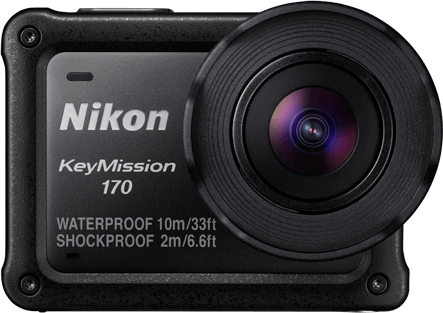 Nikon
KeyMission
170
WATERPROOF 10m/33ft
SHOCKPROOF 2m/6.6ft